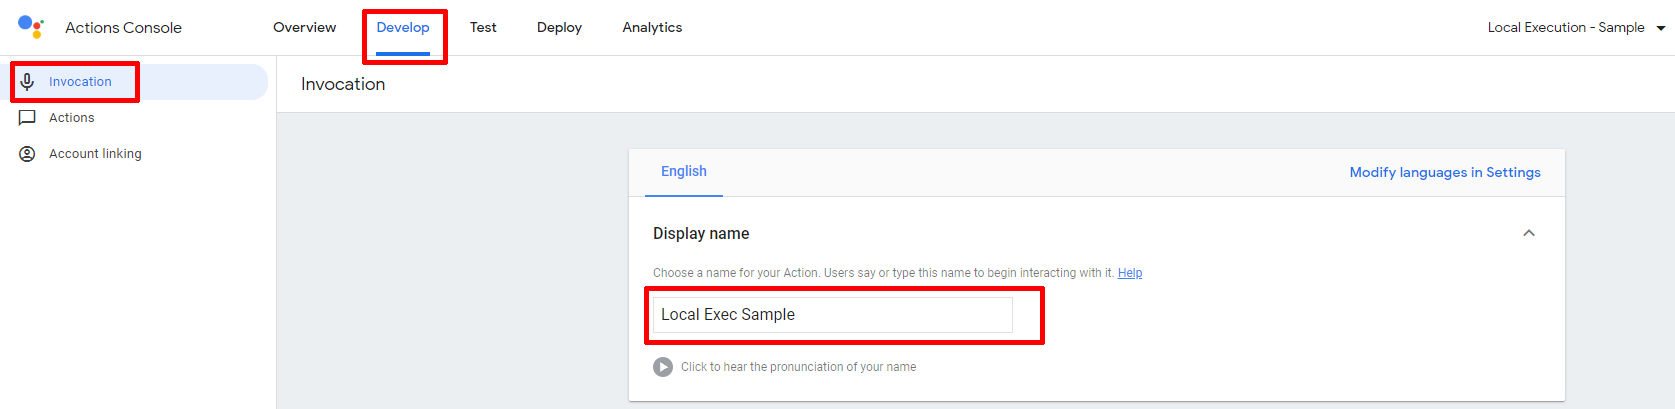 Actions Console Overview Develop Test Deploy Analytics Local Execution - Sample
Invocation
Actions
Account linking
Invocation
English Modify languages in Settings
Display name
Choose a name for your Action. Users say or type this name to begin interacting with it. Help
Local Exec Sample
Click to hear the pronunciation of your name